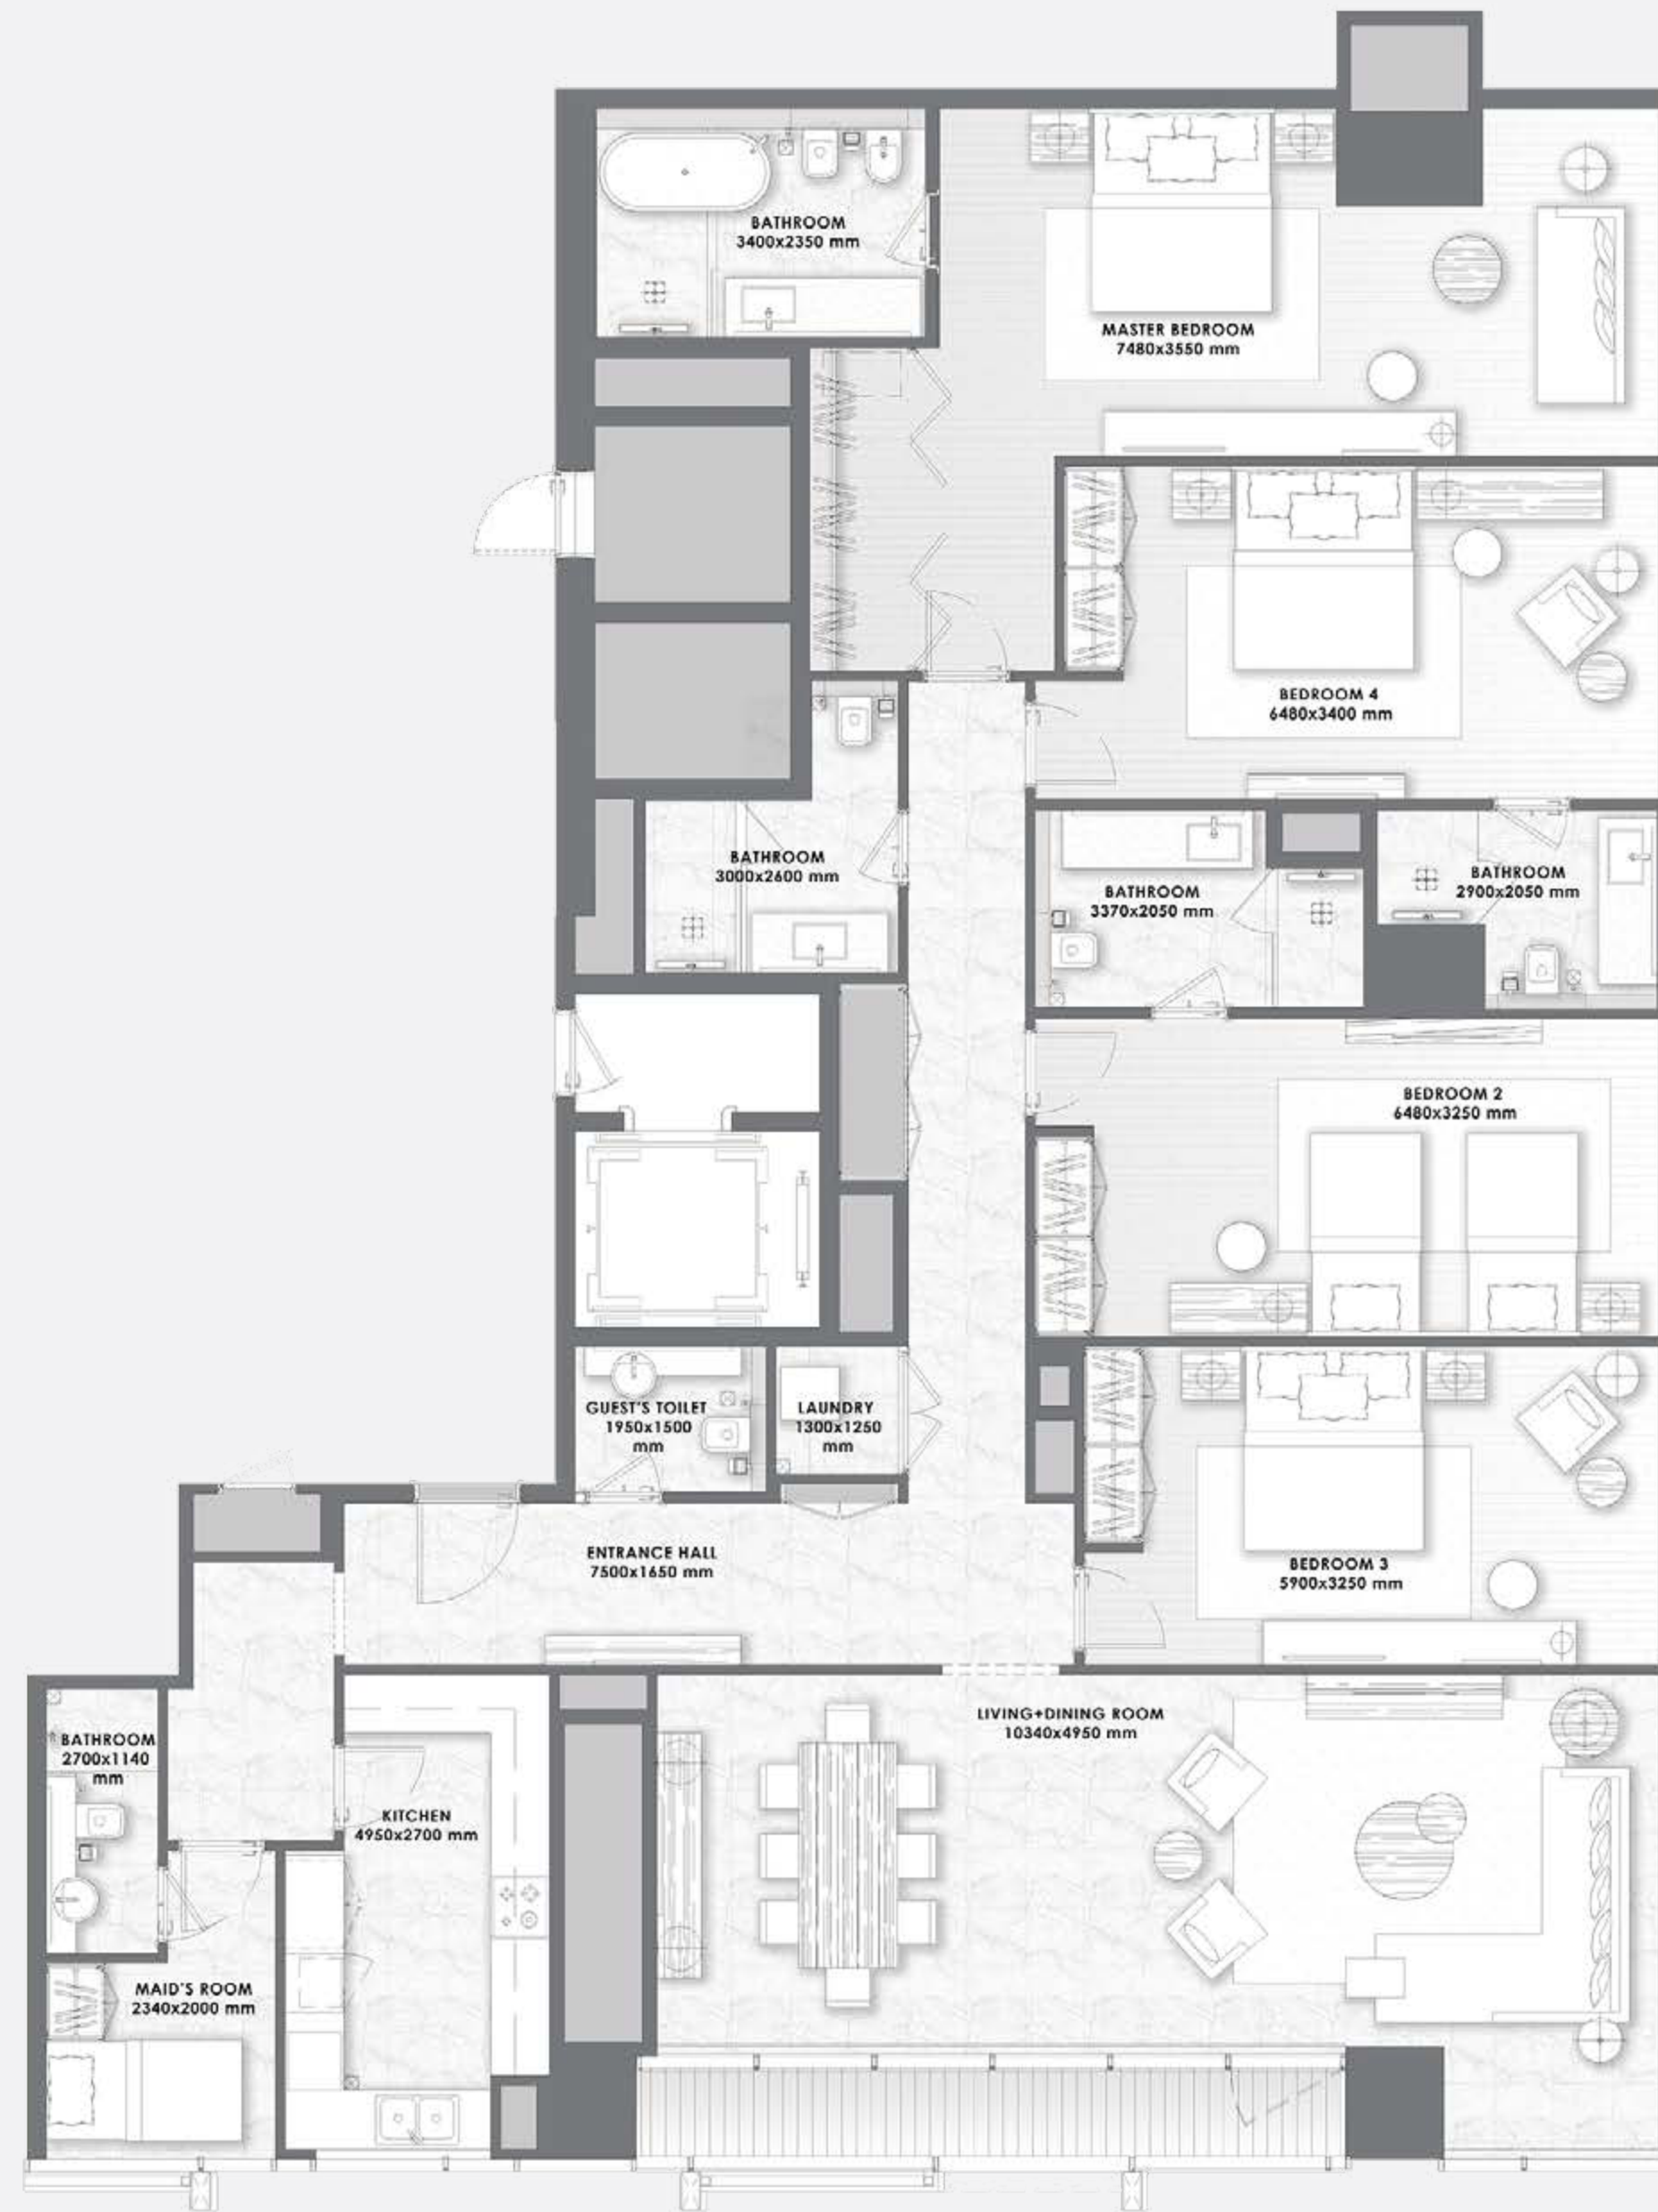 BATHROOM
3400x2350 mm
MASTER BEDROOM
7480x3550 mm
BEDROOM 4
6480x3400 mm
BATHROOM
3000x2600 mm
BATHROOM
3370x2050 mm
BATHROOM
2900x2050 mm
BEDROOM 2
6480x3250 mm
GUEST'S TOILET
1950x1500
mm
LAUNDRY
1300x1250
mm
ENTRANCE HALL
7500x1650 mm
BEDROOM 3
5900x3250 mm
LIVING+DINING ROOM
10340x4950 mm
BATHROOM
2700x1140
mm
KITCHEN
4950x2700 mm
MAID'S ROOM
2340x2000 mm